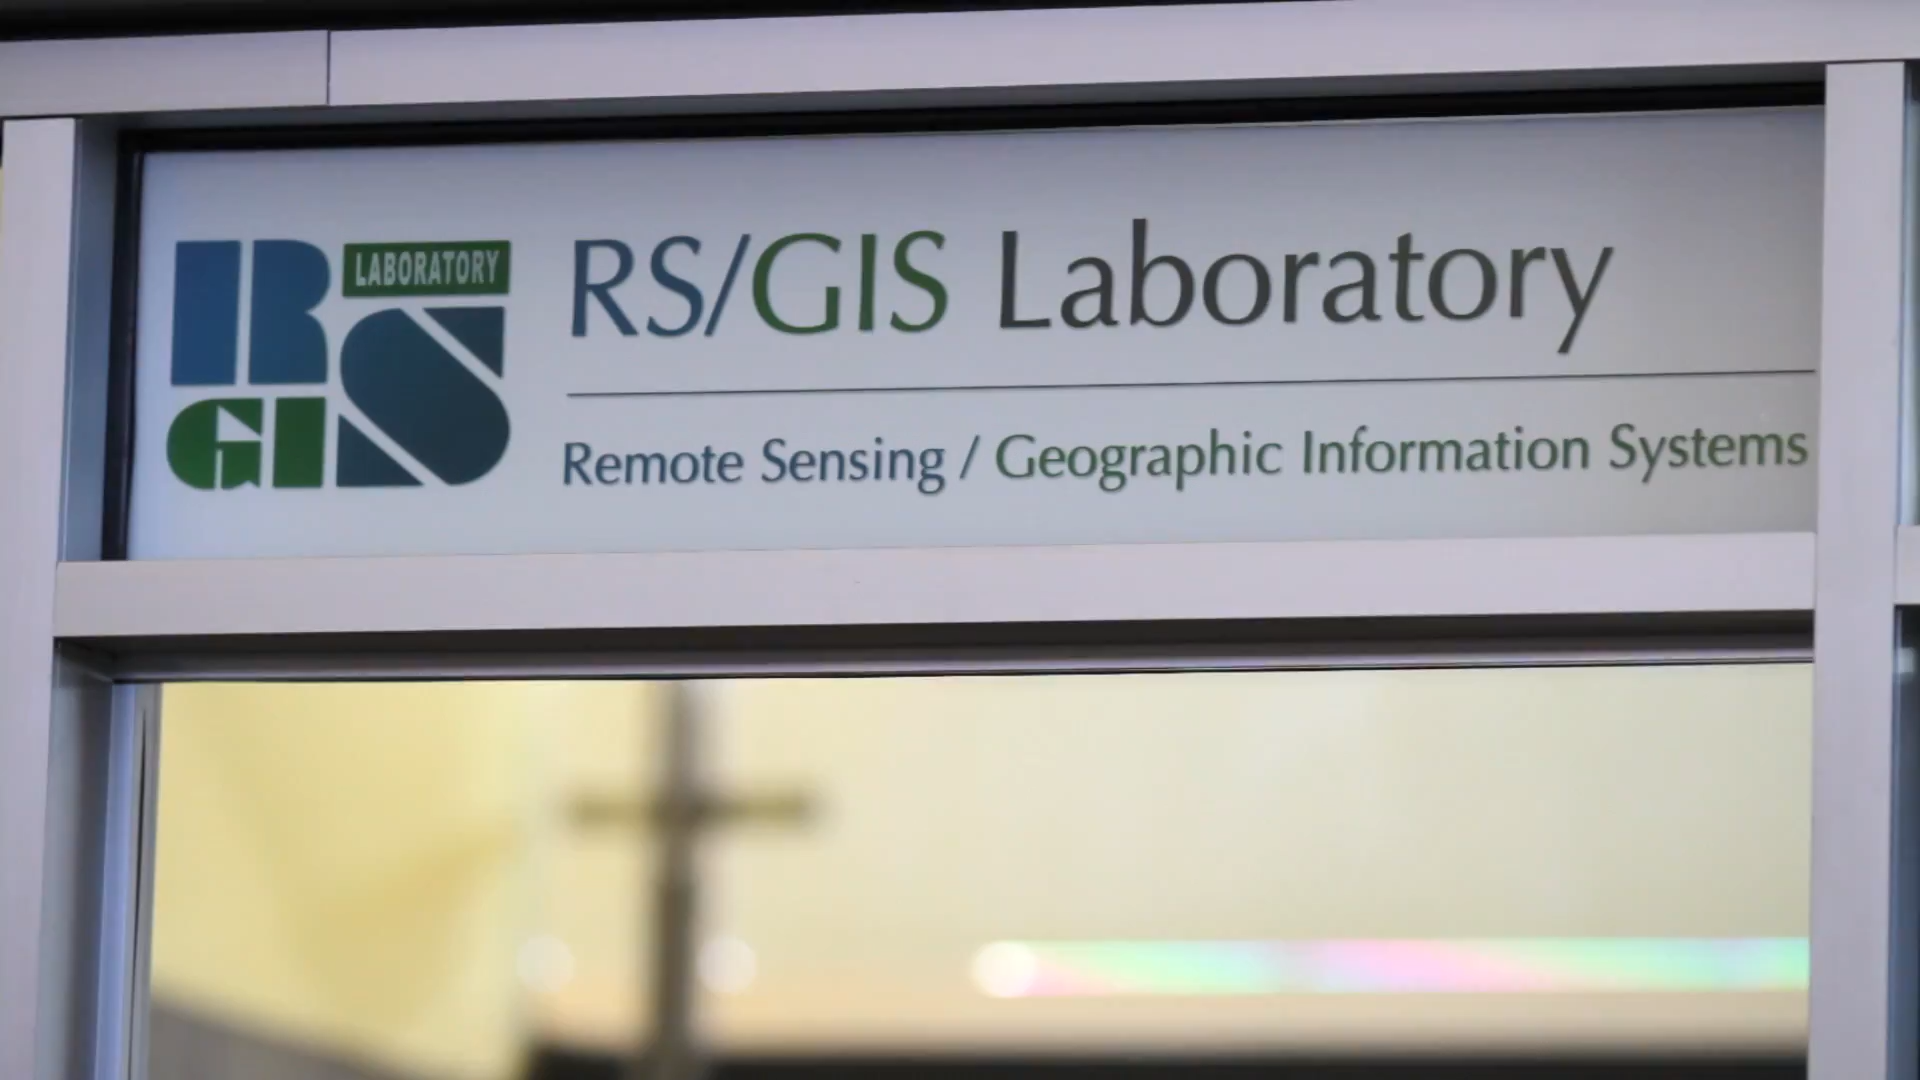 RS
LABORATORY
GIS
RS/GIS Laboratory
Remote Sensing / Geographic Information Systems